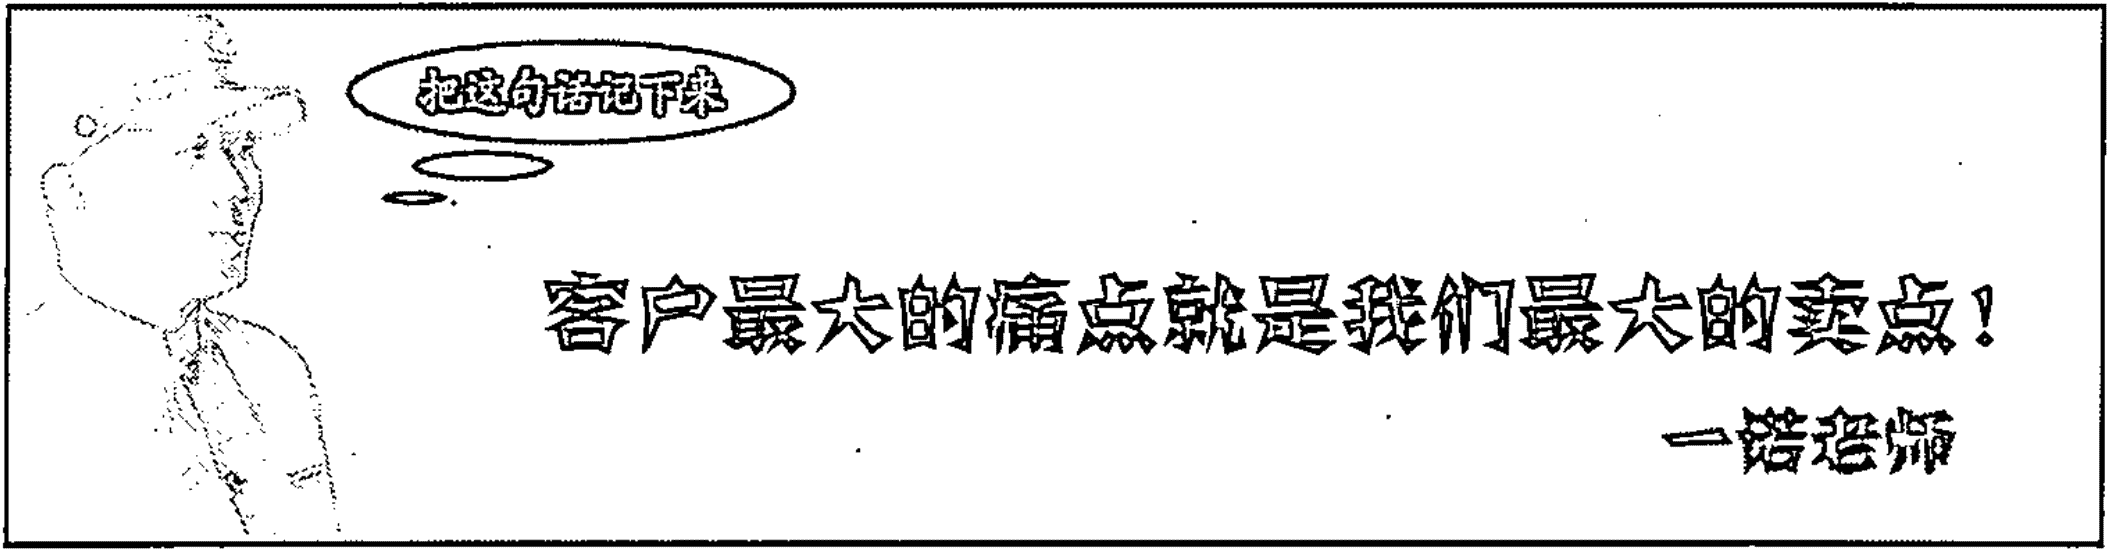 把这句话记下来
客户最大的痛点就是我们最大的卖点！
一诺老师